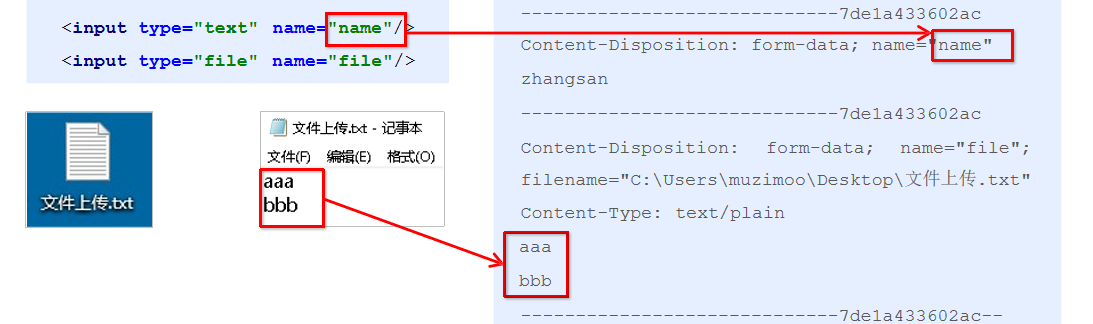 <input type="text" name="name"/>
<input type="file" name="file"/>
文件上传.txt
文件上传.txt - 记事本
文件(F) 编辑(E) 格式(O)
aaa
bbb
-----------------------------7de1a433602ac
Content-Disposition: form-data; name="name"
zhangsan
-----------------------------7de1a433602ac
Content-Disposition: form-data; name="file";
filename="C:\Users\muzimoo\Desktop\文件上传.txt"
Content-Type: text/plain
aaa
bbb
-----------------------------7de1a433602ac--